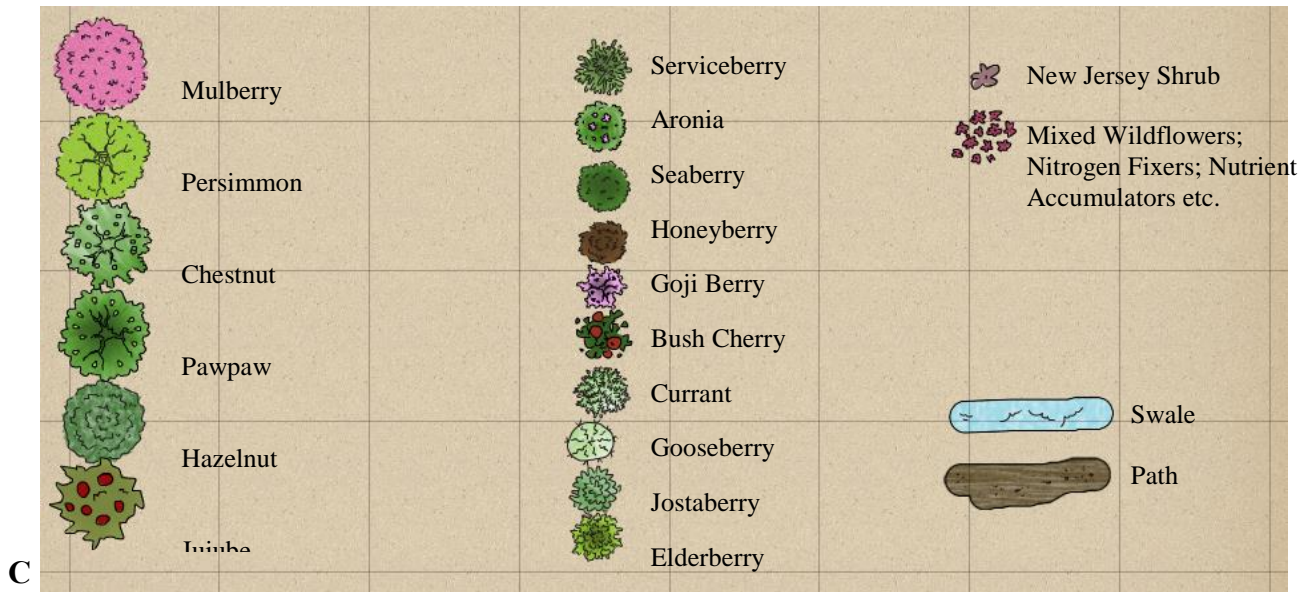 Mulberry
Persimmon
Chestnut
Pawpaw
Hazelnut
Jujube
Serviceberry
Aronia
Seaberry
Honeyberry
Goji Berry
Bush Cherry
Currant
Gooseberry
Jostaberry
Elderberry
New Jersey Shrub
Mixed Wildflowers;
Nitrogen Fixers; Nutrient
Accumulators etc.
Swale
Path
C